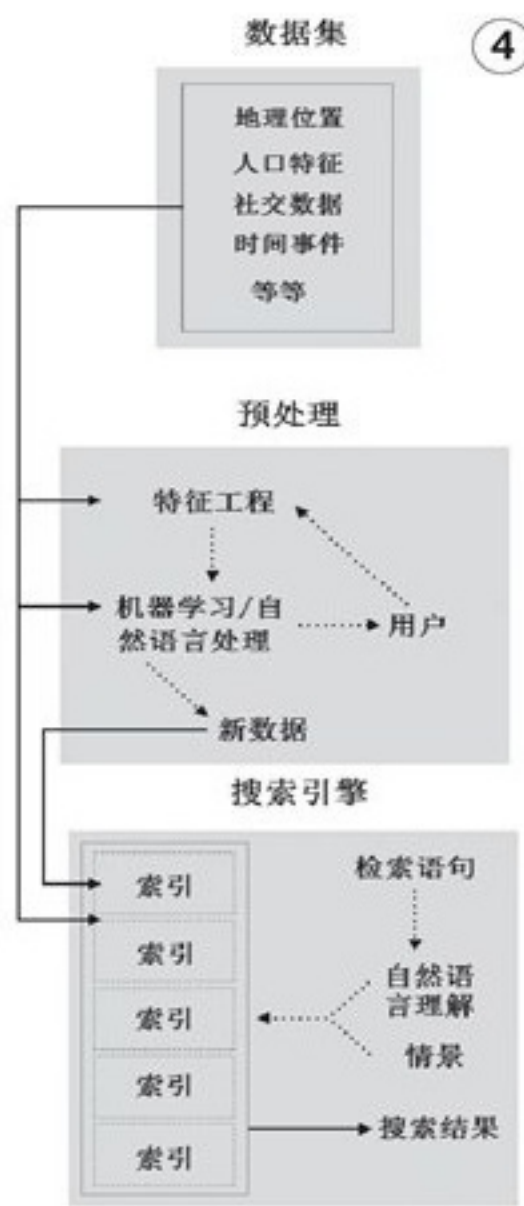 数据集
④
地理位置
人口特征
社交数据
时间事件
等等
预处理
特征工程
机器学习/自
然语言处理
用户
新数据
搜索引擎
索引
索引
索引
索引
索引
检索语句
自然语
言理解
情景
搜索结果